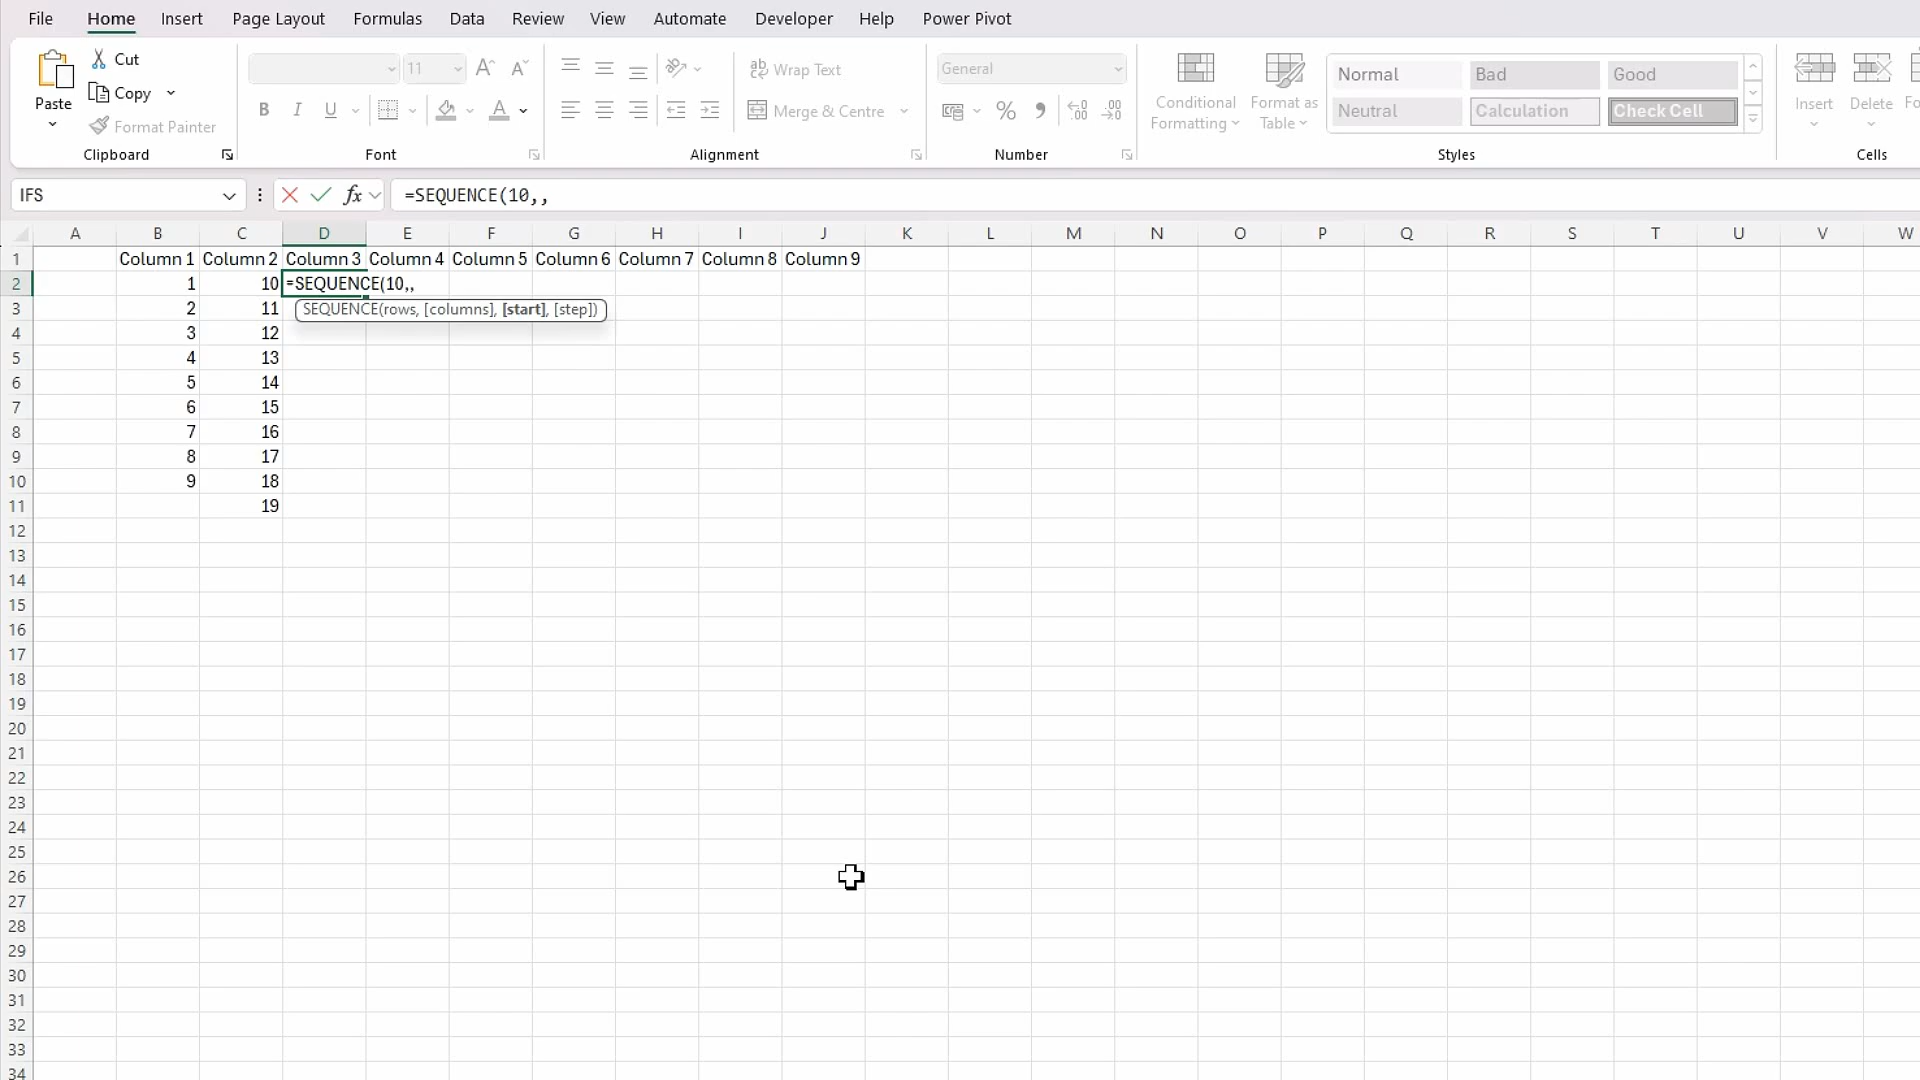 File Home Insert Page Layout Formulas Data Review View Automate Developer Help Power Pivot
Paste Cut Copy Format Painter Clipboard
11 B I U A Font
ab Wrap Text Merge & Centre Alignment
General % Number
Conditional Formatting Format as Table
Normal Bad Good
Neutral Calculation Check Cell
Styles
Insert Delete Fo
Cells
IFS fx =SEQUENCE(10,,
A B C D E F G H I J K L M N O P Q R S T U V W
1 Column 1 Column 2 Column 3 Column 4 Column 5 Column 6 Column 7 Column 8 Column 9
2 1 10 =SEQUENCE(10,,
3 2 11 SEQUENCE(rows, [columns], [start], [step])
4 3 12
5 4 13
6 5 14
7 6 15
8 7 16
9 8 17
10 9 18
11 19
12
13
14
15
16
17
18
19
20
21
22
23
24
25
26
27
28
29
30
31
32
33
34